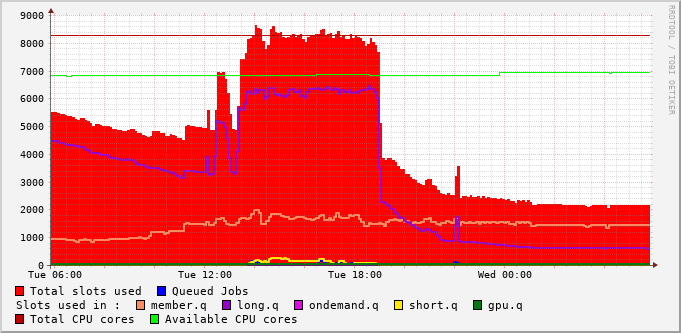 9000
8000
7000
6000
5000
4000
3000
2000
1000
0
Tue 06:00 Tue 12:00 Tue 18:00 Wed 00:00
RRDTOOL / TOBI OETIKER
Total slots used Queued Jobs
Slots used in : member.q long.q ondemand.q short.q gpu.q
Total CPU cores Available CPU cores